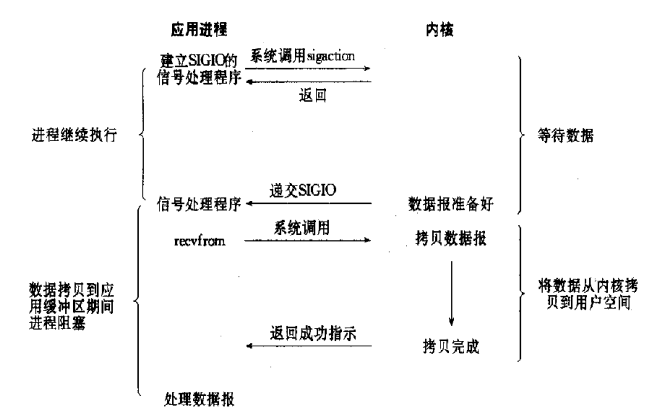 应用进程
内核
建立SIGIO的
信号处理程序
系统调用sigaction
返回
进程继续执行
等待数据
信号处理程序
递交SIGIO
数据报准备好
recvfrom
系统调用
拷贝数据报
数据拷贝到应
用缓冲区期间
进程阻塞
将数据从内核拷
贝到用户空间
返回成功指示
拷贝完成
处理数据报